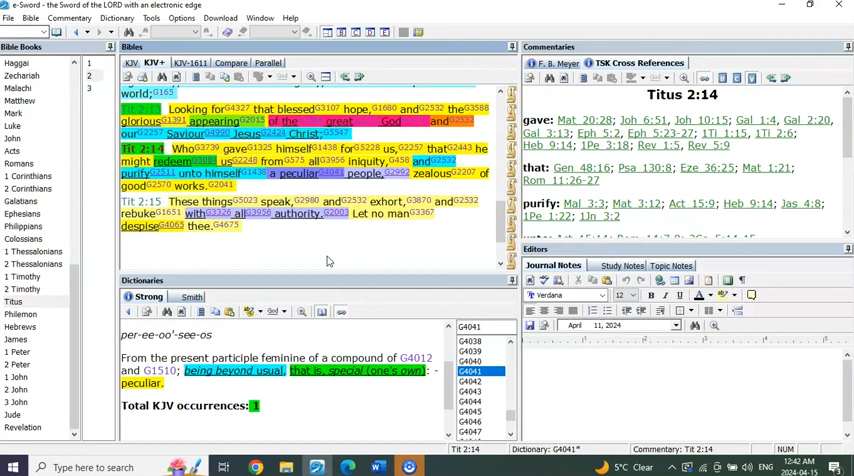 e-Sword - the Sword of the LORD with an electronic edge
File Bible Commentary Dictionary Tools Options Download Window Help
Bible Books
Haggai
Zechariah
Malachi
Matthew
Mark
Luke
John
Acts
Romans
1 Corinthians
2 Corinthians
Galatians
Ephesians
Philippians
Colossians
1 Thessalonians
2 Thessalonians
1 Timothy
2 Timothy
Titus
Philemon
Hebrews
James
1 Peter
2 Peter
1 John
2 John
3 John
Jude
Revelation
1
2
3
Bibles
KJV KJV+ KJV-1611 Compare Parallel
world;G165
Tit 2:13 Looking forG4327 that blessedG3107 hope,G1680 andG2532 theG3588
gloriousG1391 appearingG2015 of the great God andG2532
ourG2257 SaviourG4990 JesusG2424 Christ;G5547
Tit 2:14 WhoG3739 gaveG1325 himselfG1438 forG5228 us,G2257 thatG2443 he
might redeemG3084 usG2248 fromG575 allG3956 iniquity,G458 andG2532
purifyG2511 unto himselfG1438 a peculiarG4041 people,G2992 zealousG2207 of
goodG2570 works.G2041
Tit 2:15 These thingsG5023 speak,G2980 andG2532 exhort,G3870 andG2532
rebukeG1651 withG3326 allG3956 authority.G2003 Let no manG3367
despiseG4065 thee.G4675
Dictionaries
Strong Smith
per-ee-oo'-see-os
From the present participle feminine of a compound of G4012
and G1510; being beyond usual, that is, special (one's own): -
peculiar.
Total KJV occurrences: 1
G4041
G4038
G4039
G4040
G4041
G4042
G4043
G4044
G4045
G4046
G4047
Commentaries
F. B. Meyer TSK Cross References
Titus 2:14
gave: Mat 20:28; Joh 6:51; Joh 10:15; Gal 1:4; Gal 2:20;
Gal 3:13; Eph 5:2; Eph 5:23-27; 1Ti 1:15; 1Ti 2:6;
Heb 9:14; 1Pe 3:18; Rev 1:5; Rev 5:9
that: Gen 48:16; Psa 130:8; Eze 36:25; Mat 1:21;
Rom 11:26-27
purify: Mal 3:3; Mat 3:12; Act 15:9; Heb 9:14; Jas 4:8;
1Pe 1:22; 1Jn 3:2
Editors
Journal Notes Study Notes Topic Notes
Verdana 12 B I U A
April 11, 2024
Tit 2:14 Dictionary: G4041* Commentary: Tit 2:14 NUM
Type here to search
5°C Clear
12:42 AM
2024-04-15